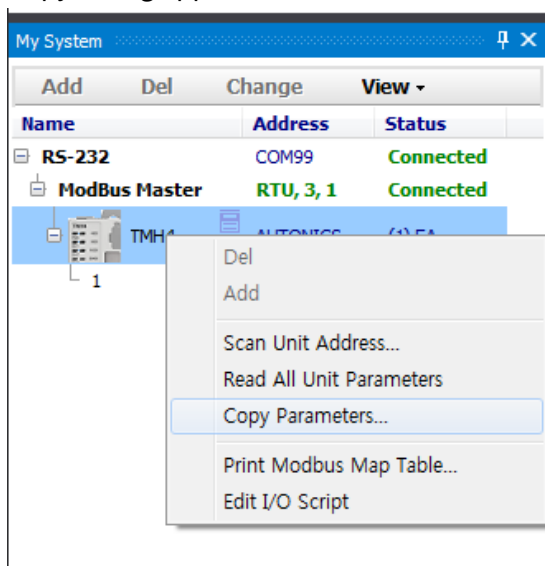 My System
Add Del Change View
Name Address Status
RS-232 COM99 Connected
ModBus Master RTU, 3, 1 Connected
1
Del
Add
Scan Unit Address...
Read All Unit Parameters
Copy Parameters...
Print Modbus Map Table...
Edit I/O Script